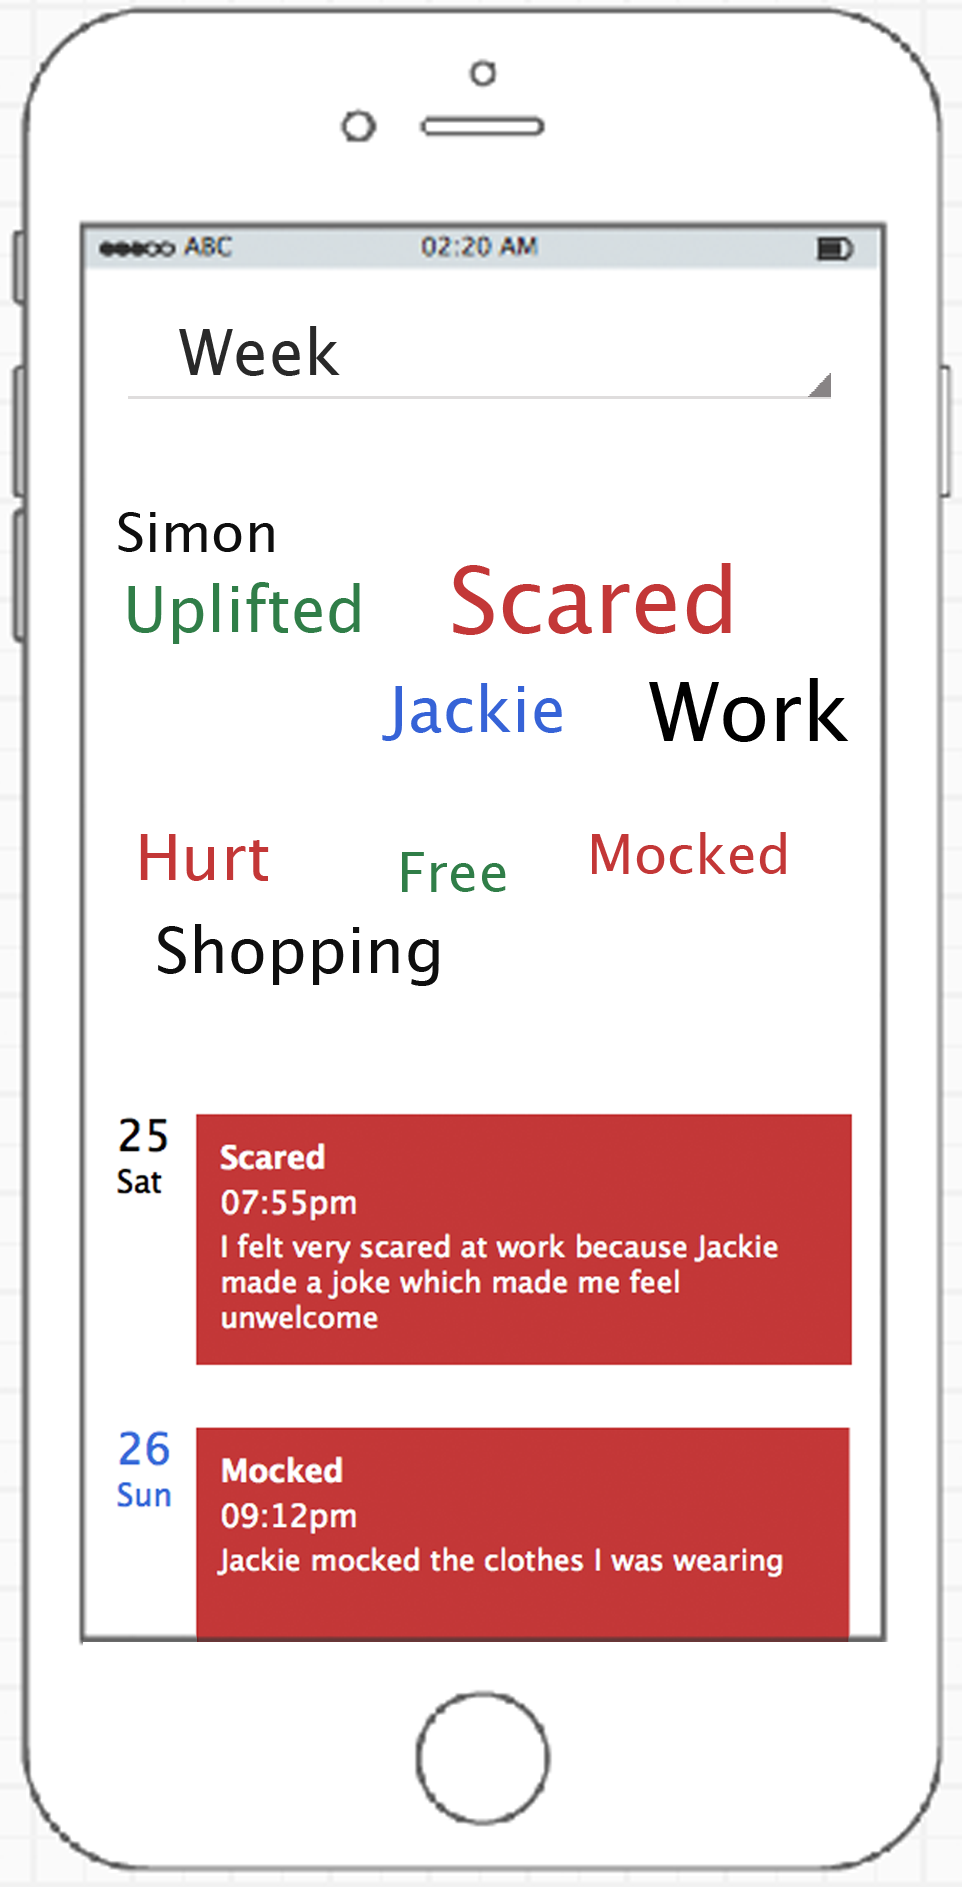 ABC 02:20 AM
Week
Simon
Uplifted Scared
Jackie Work
Hurt Free Mocked
Shopping
25
Sat
Scared
07:55pm
I felt very scared at work because Jackie
made a joke which made me feel
unwelcome
26
Sun
Mocked
09:12pm
Jackie mocked the clothes I was wearing